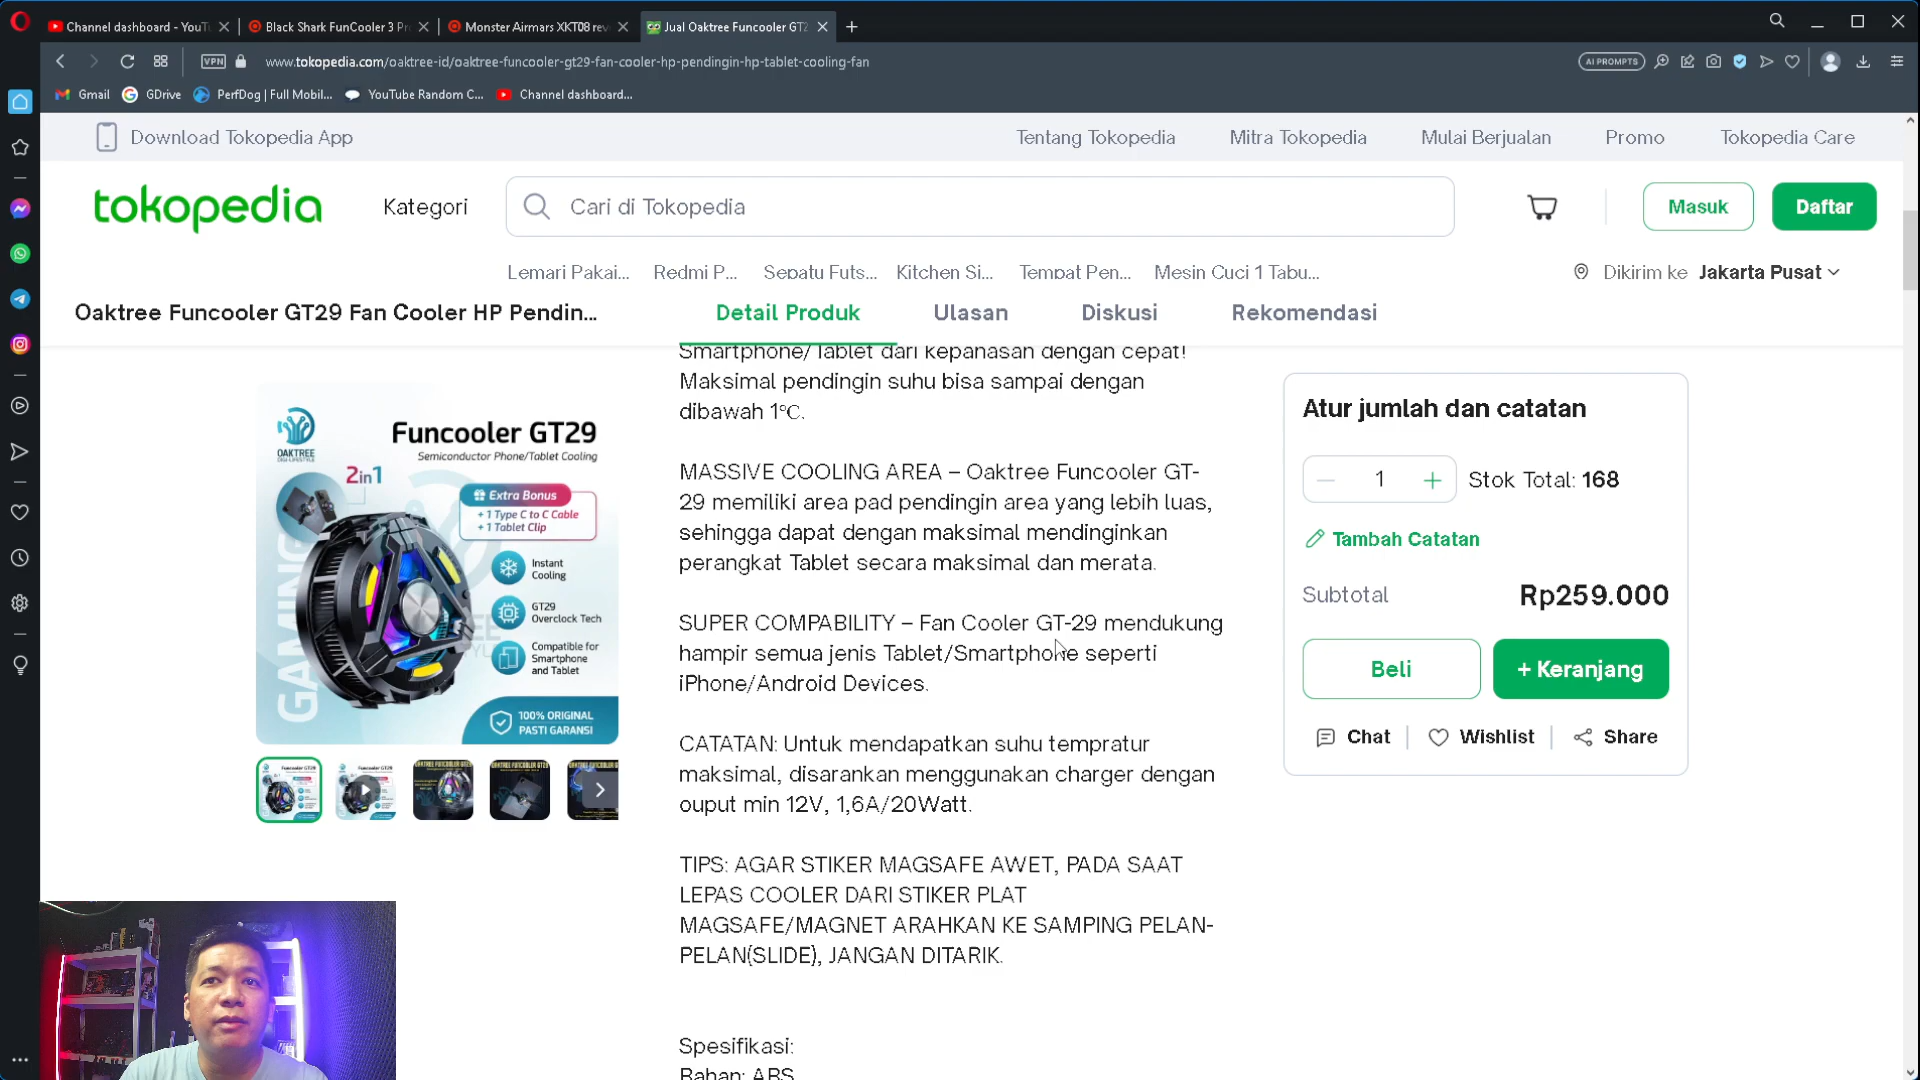 Channel dashboard - YouT
Black Shark FunCooler 3 Pr
Monster Airmars XKT08 rev
Jual Oaktree Funcooler GT2
VPN
www.tokopedia.com/oaktree-id/oaktree-funcooler-gt29-fan-cooler-hp-pendingin-hp-tablet-cooling-fan
AI PROMPTS
Gmail
GDrive
PerfDog | Full Mobil...
YouTube Random C...
Channel dashboard...
Download Tokopedia App
Tentang Tokopedia
Mitra Tokopedia
Mulai Berjualan
Promo
Tokopedia Care
tokopedia
Kategori
Cari di Tokopedia
Masuk
Daftar
Lemari Pakai...
Redmi P...
Sepatu Futs...
Kitchen Si...
Tempat Pen...
Mesin Cuci 1 Tabu...
Dikirim ke Jakarta Pusat
Oaktree Funcooler GT29 Fan Cooler HP Pendin...
Detail Produk
Ulasan
Diskusi
Rekomendasi
Smartphone/Tablet dari kepanasan dengan cepat!
Maksimal pendingin suhu bisa sampai dengan
dibawah 1℃.
MASSIVE COOLING AREA – Oaktree Funcooler GT-
29 memiliki area pad pendingin area yang lebih luas,
sehingga dapat dengan maksimal mendinginkan
perangkat Tablet secara maksimal dan merata.
SUPER COMPABILITY – Fan Cooler GT-29 mendukung
hampir semua jenis Tablet/Smartphone seperti
iPhone/Android Devices.
CATATAN: Untuk mendapatkan suhu tempratur
maksimal, disarankan menggunakan charger dengan
ouput min 12V, 1,6A/20Watt.
TIPS: AGAR STIKER MAGSAFE AWET, PADA SAAT
LEPAS COOLER DARI STIKER PLAT
MAGSAFE/MAGNET ARAHKAN KE SAMPING PELAN-
PELAN(SLIDE), JANGAN DITARIK.
Spesifikasi:
Bahan: ABS
OAKTREE
Funcooler GT29
Semiconductor Phone/Tablet Cooling
2in1
Extra Bonus
+ 1 Type C to C Cable
+ 1 Tablet Clip
Instant
Cooling
GT29
Overclock Tech
Compatible for
Smartphone
and Tablet
GAMING
100% ORIGINAL
PASTI GARANSI
Atur jumlah dan catatan
1
Stok Total: 168
Tambah Catatan
Subtotal
Rp259.000
Beli
+ Keranjang
Chat
Wishlist
Share